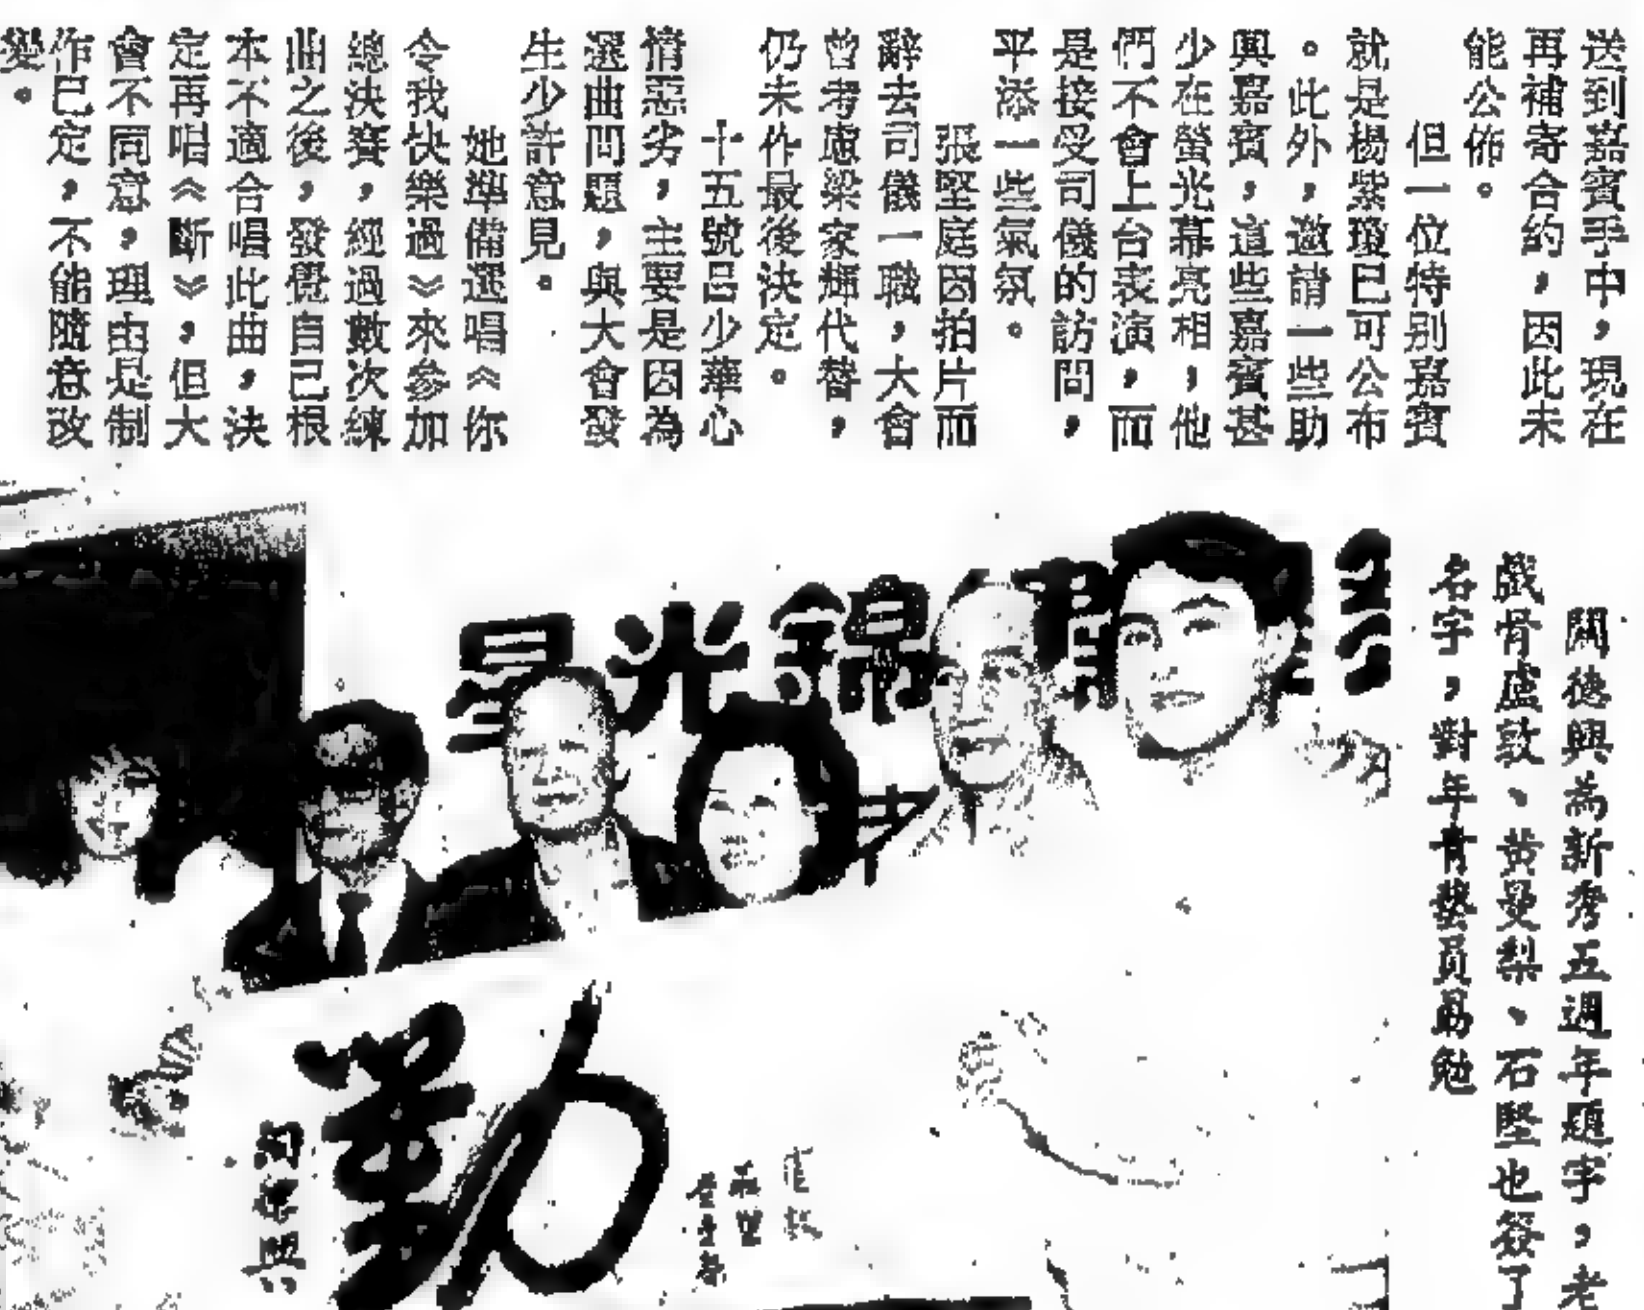 送到嘉賓手中，現在
再補寄合約，因此未
能公佈。
但一位特别嘉賓
就是楊紫瓊已可公布
。此外，邀請一些助
興嘉賓，這些嘉賓甚
少在螢光幕亮相，他
們不會上台表演，而
是接受司儀的訪問，
平添一些氣氛。
張堅庭因拍片而
辭去司儀一職，大會
曾考慮梁家輝代替，
仍未作最後決定。
十五號呂少華心
情惡劣，主要是因為
選曲問題，與大會發
生少許意見。
她準備選唱《你
令我快樂過》來參加
總決賽，經過數次練
曲之後，發覺自己根
本不適合唱此曲，決
定再唱《斷》，但大
會不同意，理由是制
作已定，不能隨意改
變。
關德興為新秀五週年題字，老
戲骨盧敦、黃曼梨、石堅也簽了
名字，對年青藝員勗勉
星光錦
勤